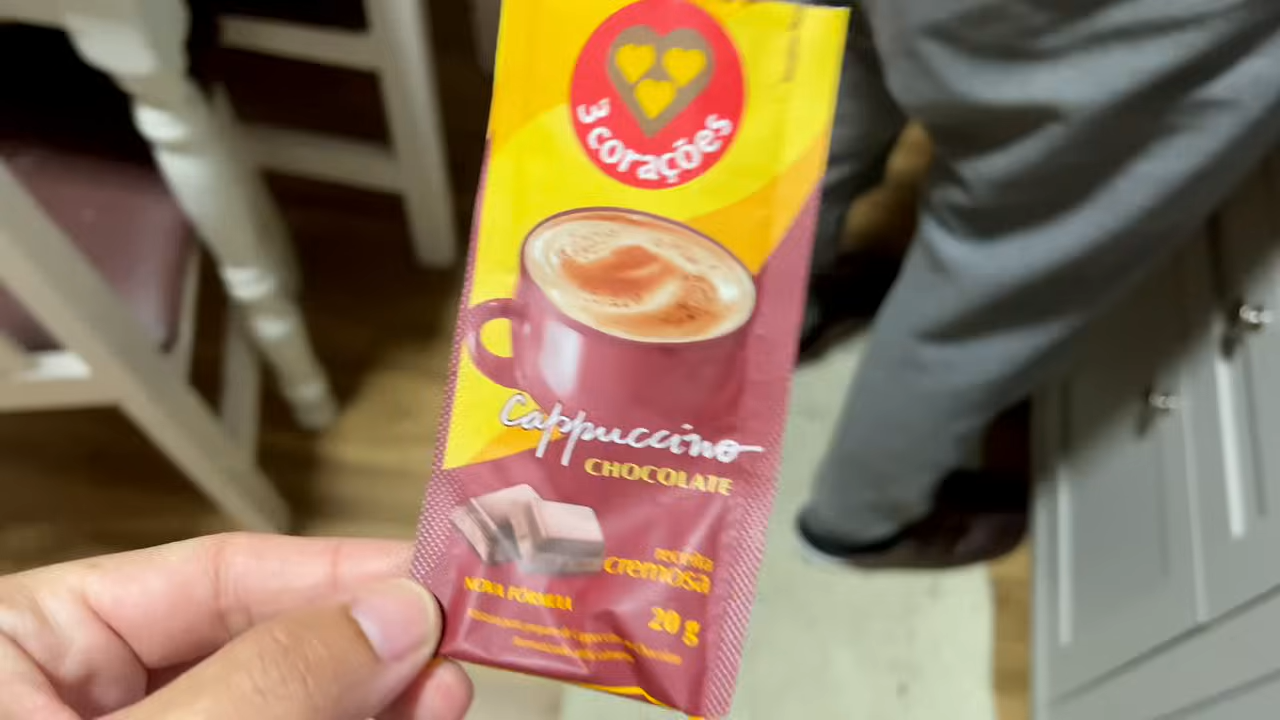 3 corações
Cappuccino
CHOCOLATE
receita
cremosa
NOVA FÓRMULA
20 g